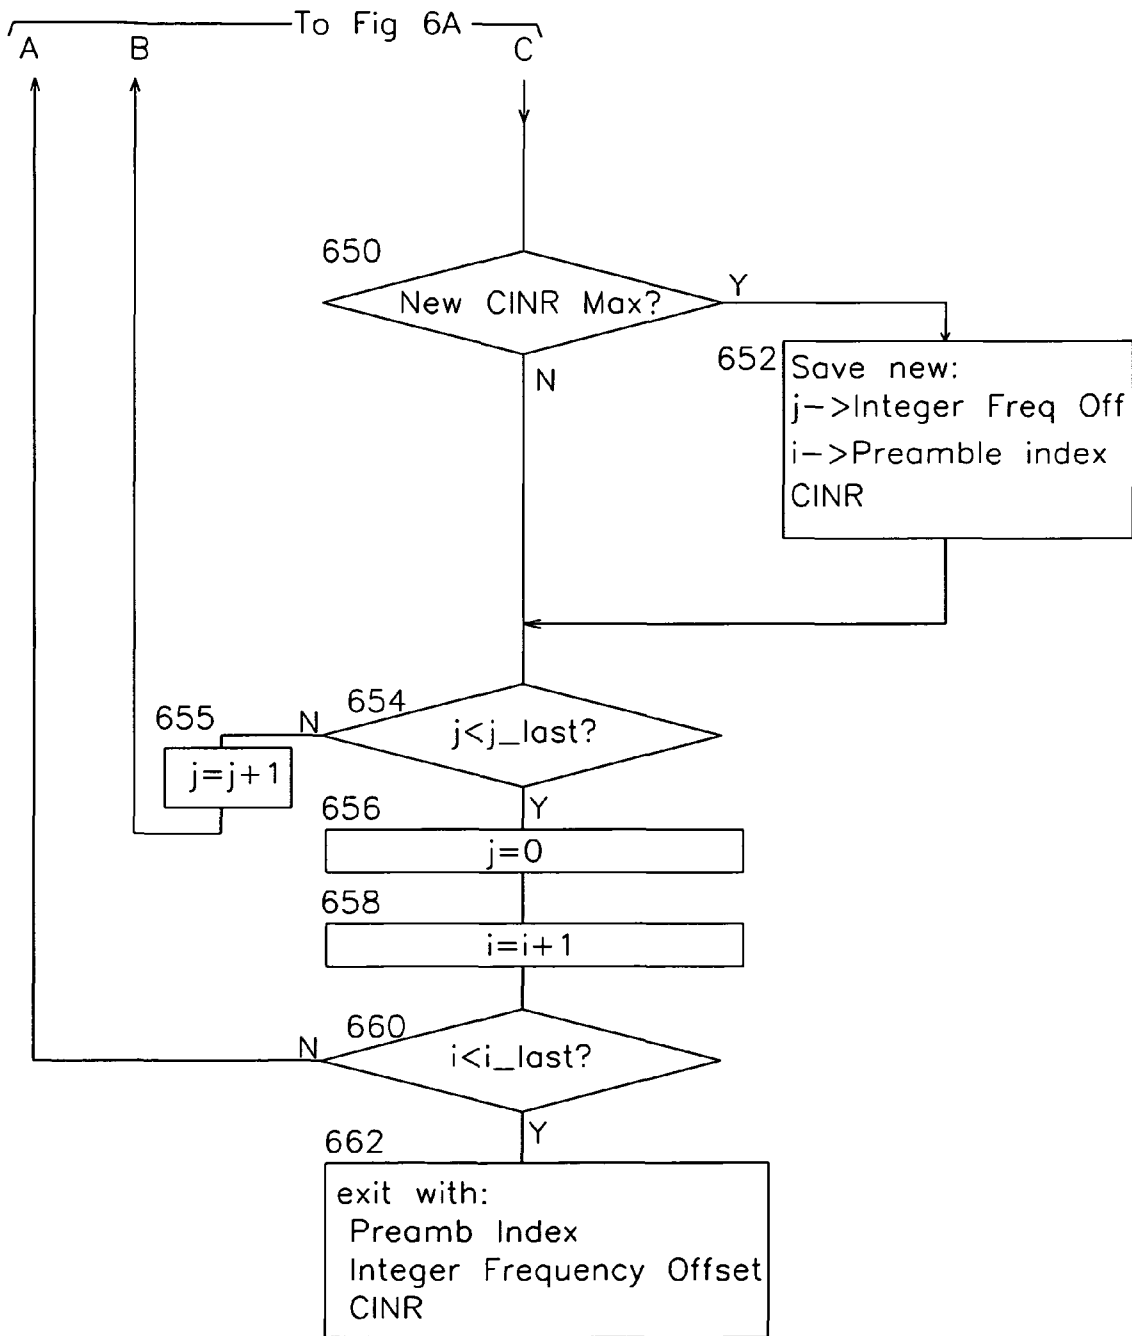 To Fig 6A
A B C
650
New CINR Max?
Y
N
652
Save new:
j->Integer Freq Off
i->Preamble index
CINR
654
j<j_last?
N
655
j=j+1
Y
656
j=0
658
i=i+1
660
i<i_last?
N
Y
662
exit with:
Preamb Index
Integer Frequency Offset
CINR